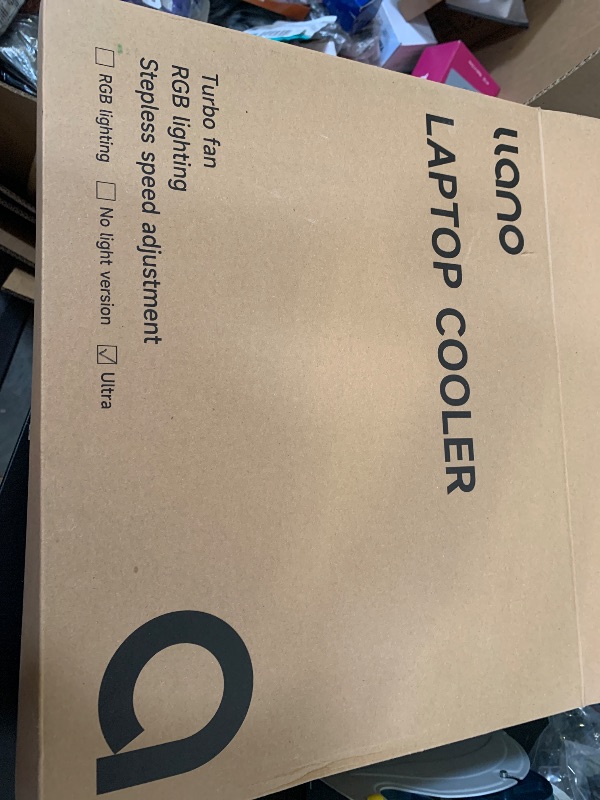 llano
LAPTOP COOLER
Turbo fan
RGB lighting
Stepless speed adjustment
☐ RGB lighting ☐ No light version ☑ Ultra